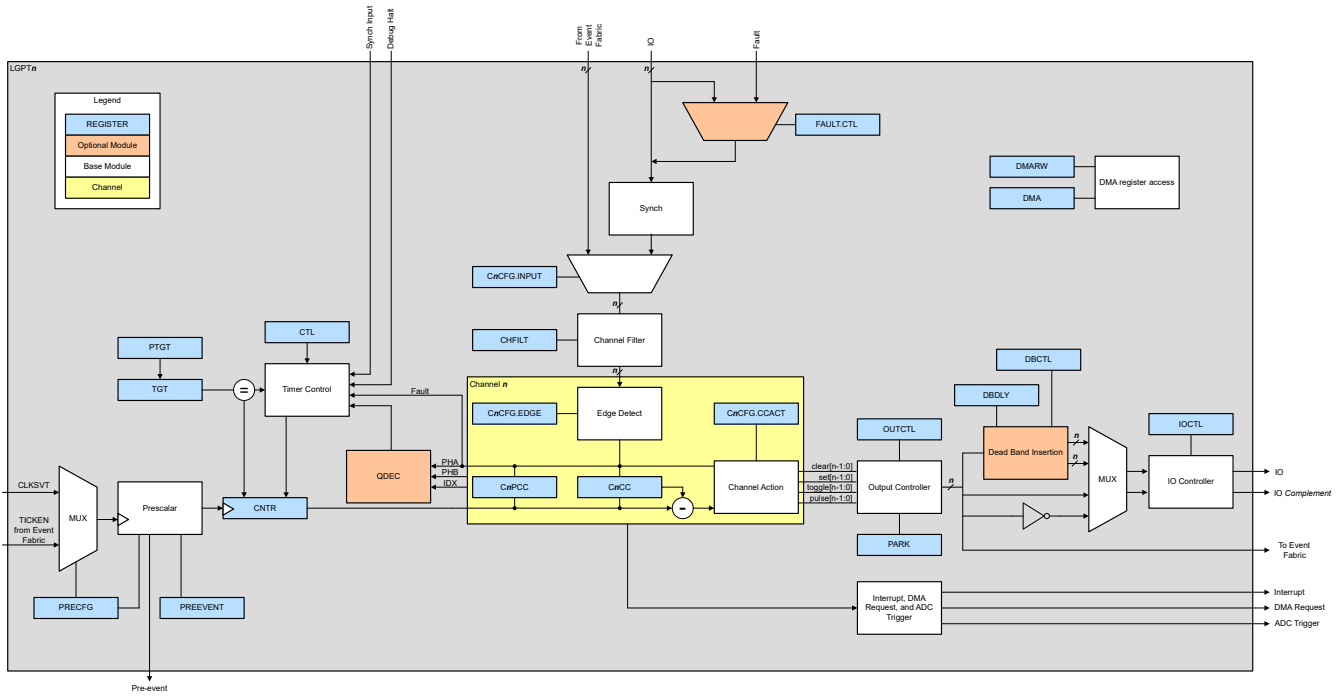 Synch Input
Debug Halt
From
Event
Fabric
IO
Fault
LGPTn
n
n
Legend
REGISTER
Optional Module
Base Module
Channel
FAULT.CTL
DMARW
DMA
DMA register access
Synch
CnCFG.INPUT
n
CHFILT
Channel Filter
n
CTL
PTGT
TGT
=
Timer Control
Fault
Channel n
CnCFG.EDGE
Edge Detect
CnCFG.CCACT
DBCTL
DBDLY
OUTCTL
IOCTL
Dead Band Insertion
n
n
QDEC
PHA
PHB
IDX
CnPCC
CnCC
-
Channel Action
clear[n-1:0]
set[n-1:0]
toggle[n-1:0]
pulse[n-1:0]
Output Controller
n
MUX
IO Controller
IO
IO Complement
CLKSVT
TICKEN
from Event
Fabric
MUX
Prescalar
CNTR
PARK
To Event
Fabric
PRECFG
PREEVENT
Interrupt, DMA
Request, and ADC
Trigger
Interrupt
DMA Request
ADC Trigger
Pre-event